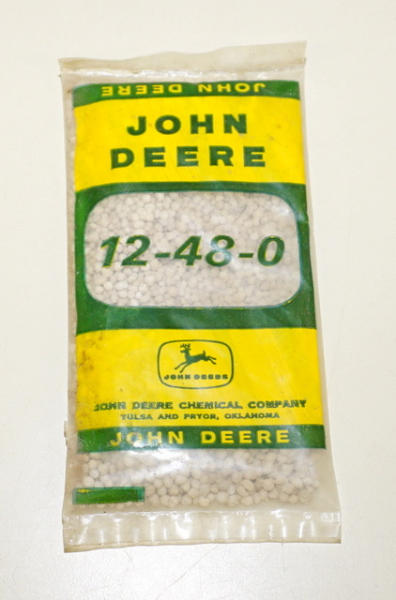 JOHN DEERE
JOHN
DEERE
12-48-0
JOHN DEERE
JOHN DEERE CHEMICAL COMPANY
TULSA AND PRYOR, OKLAHOMA
JOHN DEERE